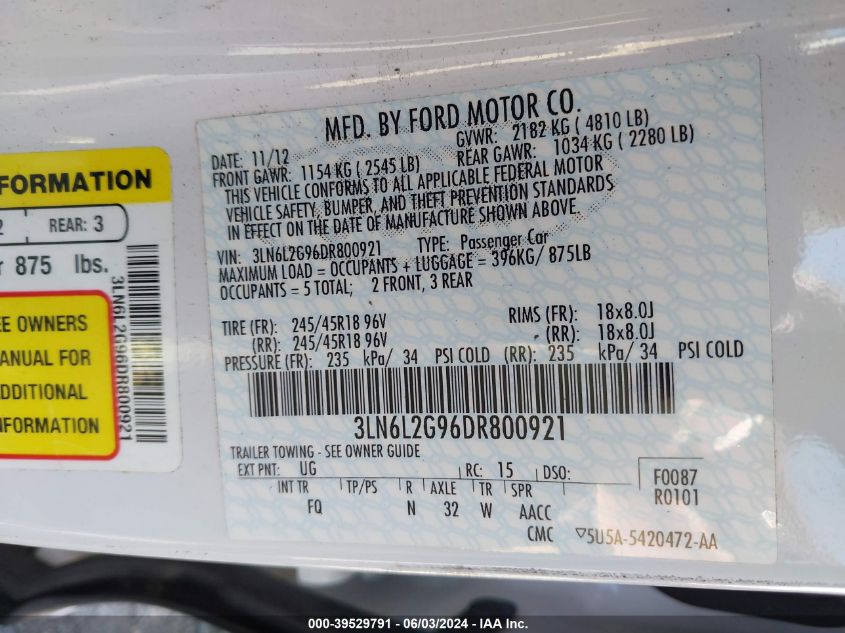 FORMATION
2 REAR: 3
875 lbs.
EE OWNERS
MANUAL FOR
ADDITIONAL
INFORMATION
3LN6L2G96DR800921
MFD. BY FORD MOTOR CO.
DATE: 11/12 GVWR: 2182 KG ( 4810 LB)
FRONT GAWR: 1154 KG ( 2545 LB) REAR GAWR: 1034 KG ( 2280 LB)
THIS VEHICLE CONFORMS TO ALL APPLICABLE FEDERAL MOTOR
VEHICLE SAFETY, BUMPER, AND THEFT PREVENTION STANDARDS
IN EFFECT ON THE DATE OF MANUFACTURE SHOWN ABOVE.
VIN: 3LN6L2G96DR800921 TYPE: Passenger Car
MAXIMUM LOAD = OCCUPANTS + LUGGAGE = 396KG/ 875LB
OCCUPANTS = 5 TOTAL; 2 FRONT, 3 REAR
TIRE (FR): 245/45R18 96V RIMS (FR): 18x8.0J
(RR): 245/45R18 96V (RR): 18x8.0J
PRESSURE (FR): 235 kPa/ 34 PSI COLD (RR): 235 kPa/ 34 PSI COLD
3LN6L2G96DR800921
TRAILER TOWING - SEE OWNER GUIDE
EXT PNT: UG RC: 15 DSO: F0087
INT TR TP/PS R AXLE TR SPR R0101
FQ N 32 W AACC
CMC ▽5U5A-5420472-AA
000-39529791 - 06/03/2024 - IAA Inc.